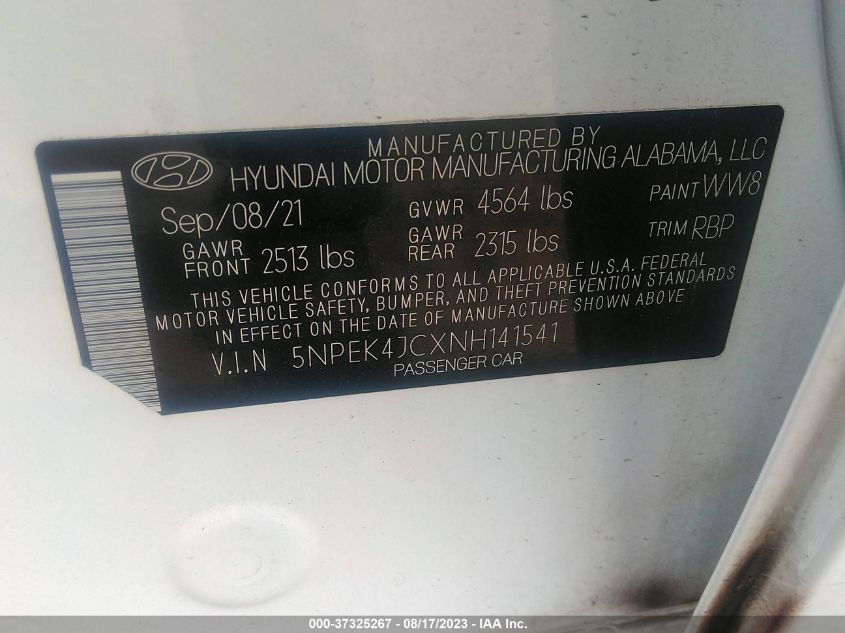 MANUFACTURED BY
HYUNDAI MOTOR MANUFACTURING ALABAMA, LLC
Sep/08/21 GVWR 4564 lbs PAINT WW8
GAWR FRONT 2513 lbs GAWR REAR 2315 lbs TRIM RBP
THIS VEHICLE CONFORMS TO ALL APPLICABLE U.S.A. FEDERAL
MOTOR VEHICLE SAFETY, BUMPER, AND THEFT PREVENTION STANDARDS
IN EFFECT ON THE DATE OF MANUFACTURE SHOWN ABOVE
V.I.N 5NPEK4JCXNH141541
PASSENGER CAR
000-37325267 - 08/17/2023 - IAA Inc.